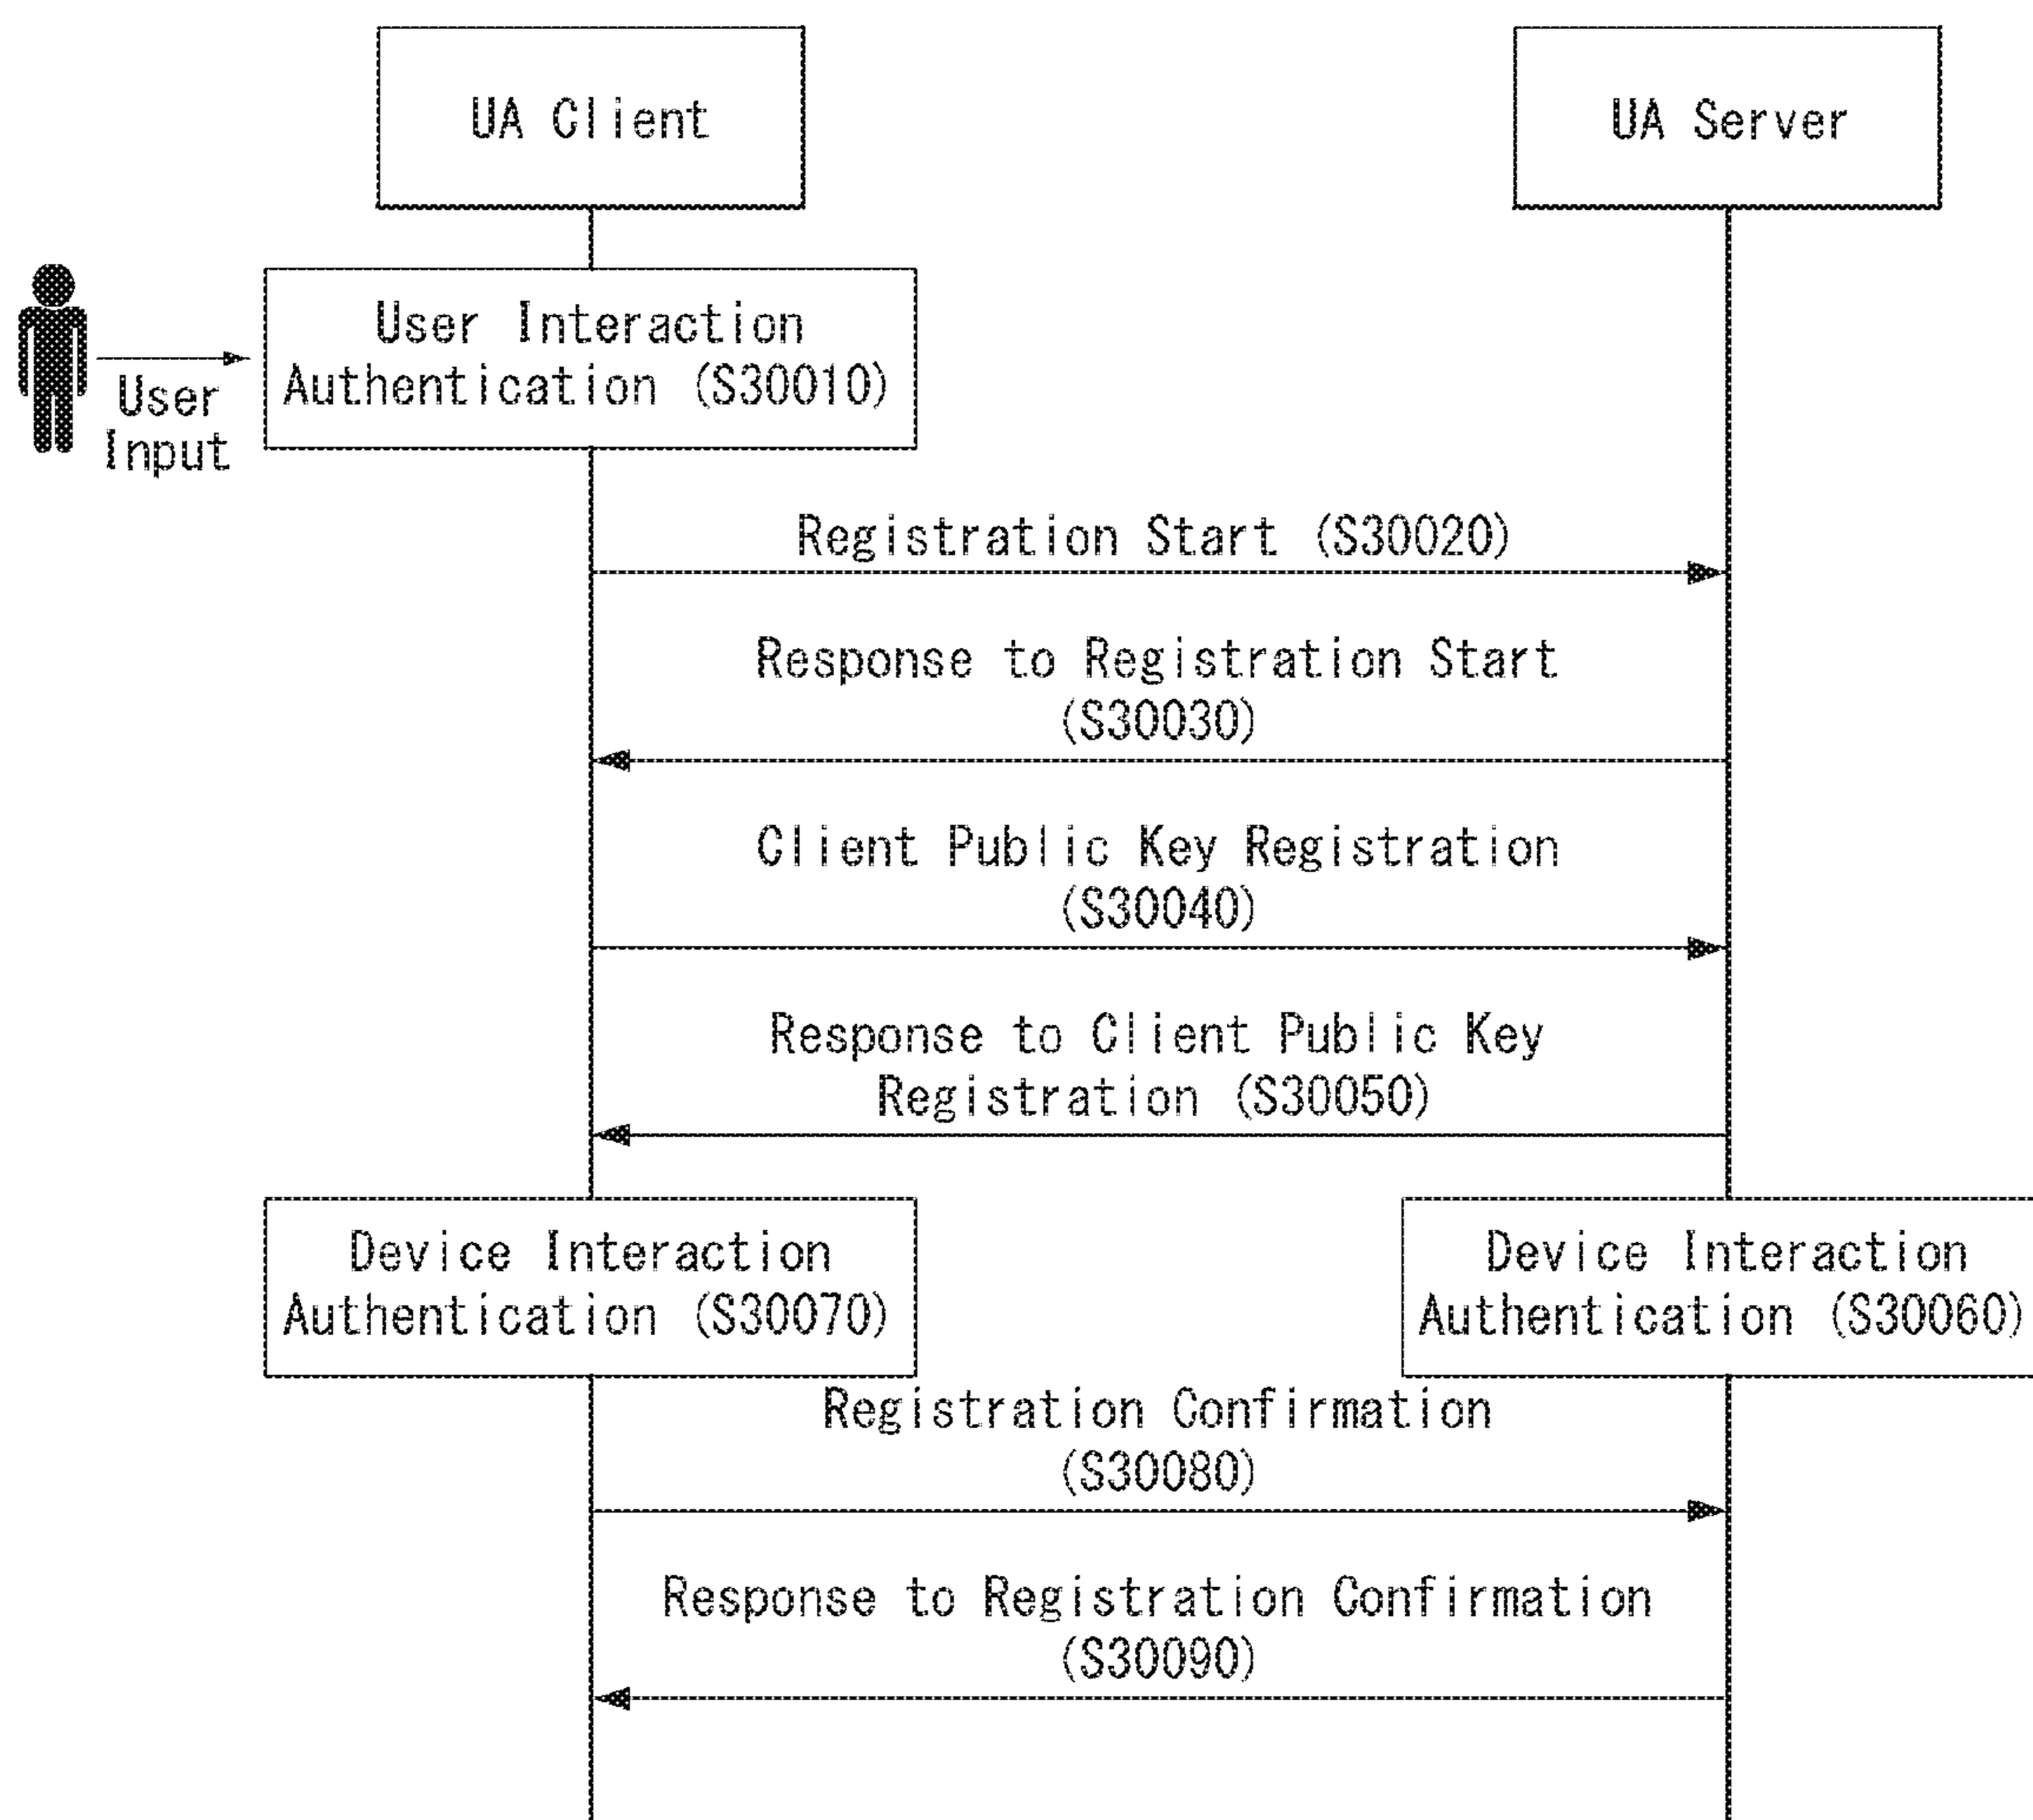 UA Client
UA Server
User Interaction
Authentication (S30010)
User
Input
Registration Start (S30020)
Response to Registration Start
(S30030)
Client Public Key Registration
(S30040)
Response to Client Public Key
Registration (S30050)
Device Interaction
Authentication (S30070)
Device Interaction
Authentication (S30060)
Registration Confirmation
(S30080)
Response to Registration Confirmation
(S30090)